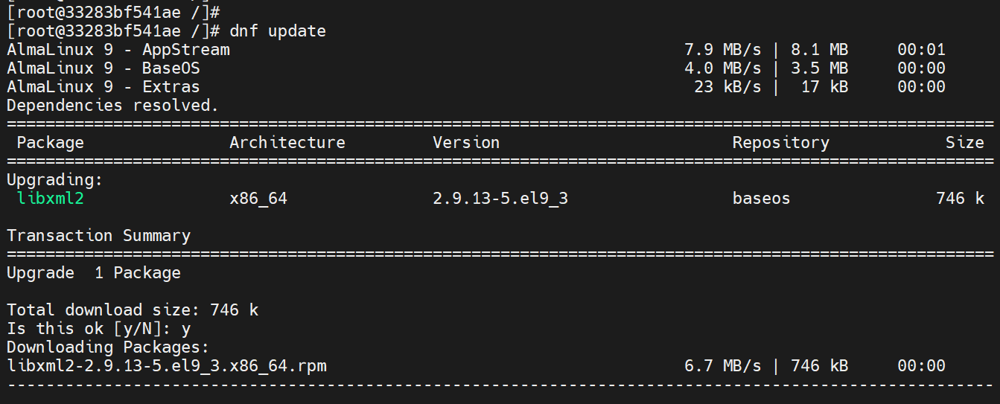 [root@33283bf541ae /]#
[root@33283bf541ae /]# dnf update
AlmaLinux 9 - AppStream 7.9 MB/s | 8.1 MB 00:01
AlmaLinux 9 - BaseOS 4.0 MB/s | 3.5 MB 00:00
AlmaLinux 9 - Extras 23 kB/s | 17 kB 00:00
Dependencies resolved.
======================================================================================================
Package Architecture Version Repository Size
======================================================================================================
Upgrading:
libxml2 x86_64 2.9.13-5.el9_3 baseos 746 k
Transaction Summary
======================================================================================================
Upgrade 1 Package
Total download size: 746 k
Is this ok [y/N]: y
Downloading Packages:
libxml2-2.9.13-5.el9_3.x86_64.rpm 6.7 MB/s | 746 kB 00:00
------------------------------------------------------------------------------------------------------